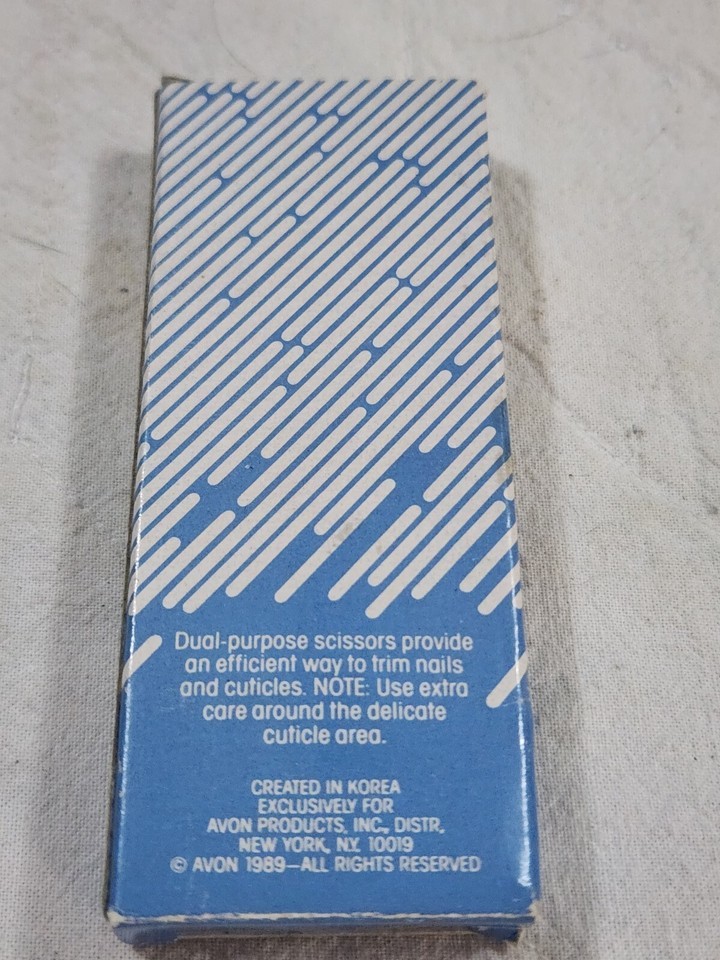 Dual-purpose scissors provide
an efficient way to trim nails
and cuticles. NOTE: Use extra
care around the delicate
cuticle area.
CREATED IN KOREA
EXCLUSIVELY FOR
AVON PRODUCTS, INC., DISTR.
NEW YORK, N.Y. 10019
© AVON 1989—ALL RIGHTS RESERVED